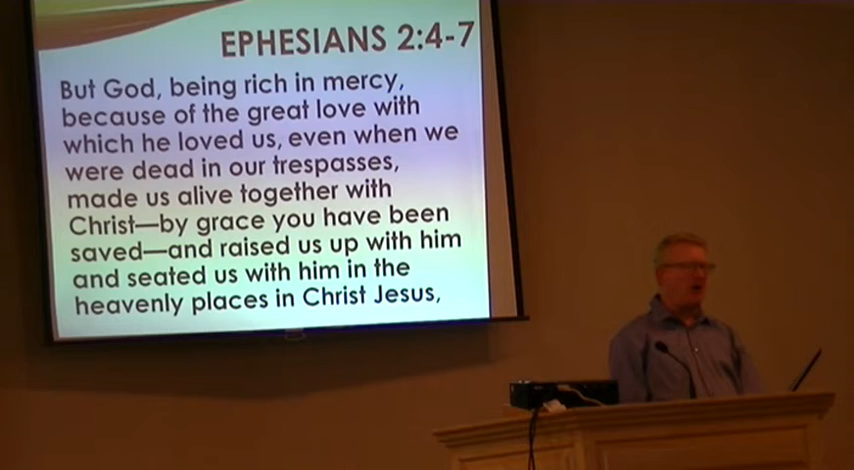 EPHESIANS 2:4-7
But God, being rich in mercy,
because of the great love with
which he loved us, even when we
were dead in our trespasses,
made us alive together with
Christ—by grace you have been
saved—and raised us up with him
and seated us with him in the
heavenly places in Christ Jesus,